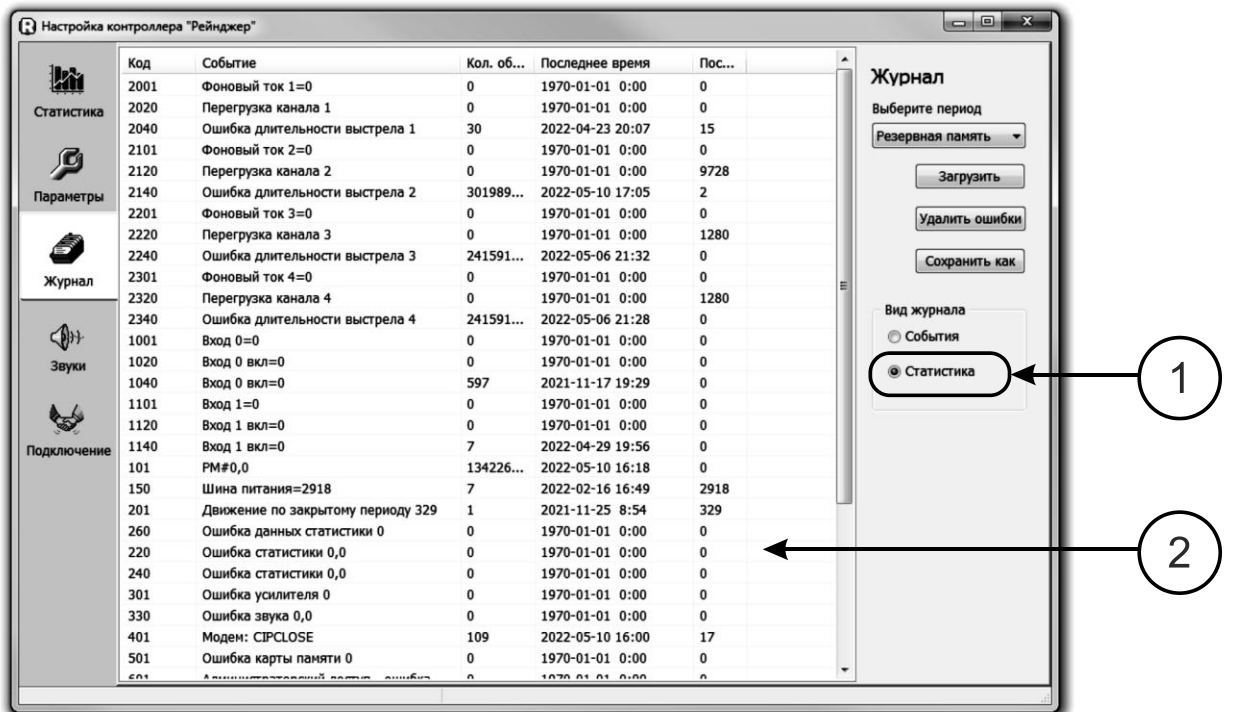 Настройка контроллера "Рейнджер"
Статистика
Параметры
Журнал
Звуки
Подключение
Код Событие Кол. об... Последнее время Пос...
2001 Фоновый ток 1=0 0 1970-01-01 0:00 0
2020 Перегрузка канала 1 0 1970-01-01 0:00 0
2040 Ошибка длительности выстрела 1 30 2022-04-23 20:07 15
2101 Фоновый ток 2=0 0 1970-01-01 0:00 0
2120 Перегрузка канала 2 0 1970-01-01 0:00 9728
2140 Ошибка длительности выстрела 2 301989... 2022-05-10 17:05 2
2201 Фоновый ток 3=0 0 1970-01-01 0:00 0
2220 Перегрузка канала 3 0 1970-01-01 0:00 1280
2240 Ошибка длительности выстрела 3 241591... 2022-05-06 21:32 0
2301 Фоновый ток 4=0 0 1970-01-01 0:00 0
2320 Перегрузка канала 4 0 1970-01-01 0:00 1280
2340 Ошибка длительности выстрела 4 241591... 2022-05-06 21:28 0
1001 Вход 0=0 0 1970-01-01 0:00 0
1020 Вход 0 вкл=0 0 1970-01-01 0:00 0
1040 Вход 0 вкл=0 597 2021-11-17 19:29 0
1101 Вход 1=0 0 1970-01-01 0:00 0
1120 Вход 1 вкл=0 0 1970-01-01 0:00 0
1140 Вход 1 вкл=0 7 2022-04-29 19:56 0
101 РМ#0,0 134226... 2022-05-10 16:18 0
150 Шина питания=2918 7 2022-02-16 16:49 2918
201 Движение по закрытому периоду 329 1 2021-11-25 8:54 329
260 Ошибка данных статистики 0 0 1970-01-01 0:00 0
220 Ошибка статистики 0,0 0 1970-01-01 0:00 0
240 Ошибка статистики 0,0 0 1970-01-01 0:00 0
301 Ошибка усилителя 0 0 1970-01-01 0:00 0
330 Ошибка звука 0,0 0 1970-01-01 0:00 0
401 Модем: CIPCLOSE 109 2022-05-10 16:00 17
501 Ошибка карты памяти 0 0 1970-01-01 0:00 0
Журнал
Выберите период
Резервная память
Загрузить
Удалить ошибки
Сохранить как
Вид журнала
События
Статистика
1
2